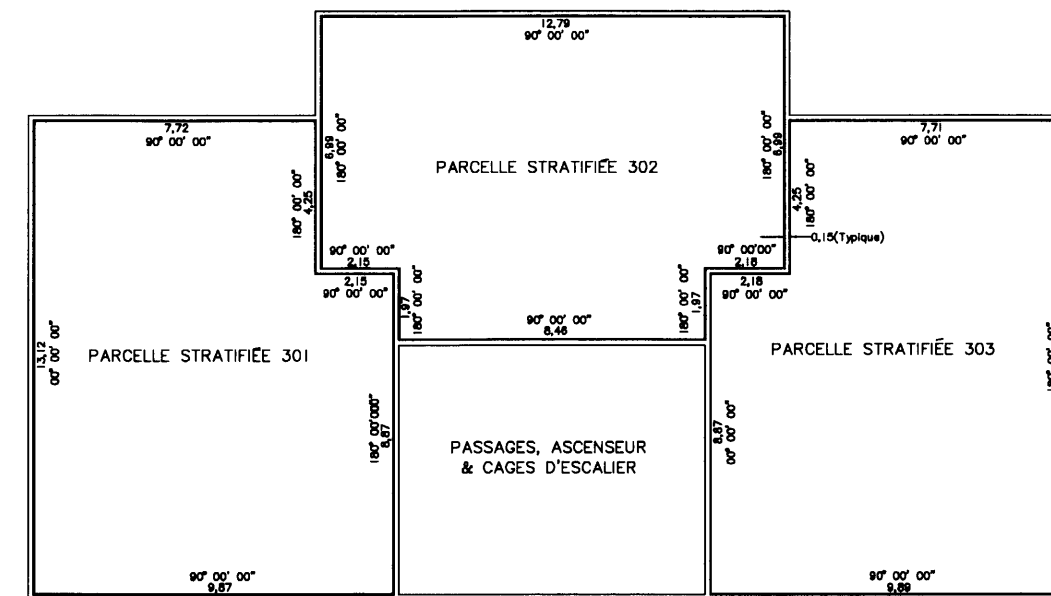 12,79
90° 00' 00"
7,72
90° 00' 00"
7,71
90° 00' 00"
6,99
180° 00' 00"
180° 00' 00"
6,99
PARCELLE STRATIFIÉE 302
180° 00' 00"
4,25
4,25
180° 00' 00"
0,15(Typique)
90° 00' 00"
2,15
2,15
90° 00' 00"
90° 00'00"
2,18
2,18
90° 00' 00"
1,97
180° 00' 00"
180° 00' 00"
1,97
90° 00' 00"
8,46
13,12
00° 00' 00"
PARCELLE STRATIFIÉE 301
PARCELLE STRATIFIÉE 303
180° 00' 00"
180° 00'000"
8,87
8,87
00° 00' 00"
PASSAGES, ASCENSEUR
& CAGES D'ESCALIER
90° 00' 00"
9,87
90° 00' 00"
9,89